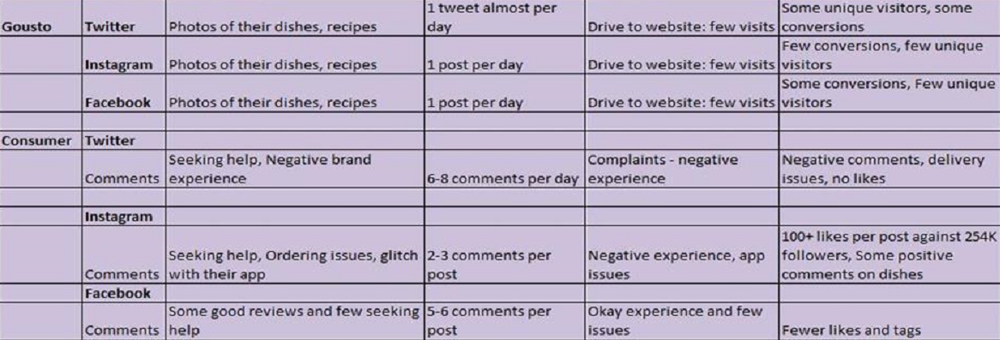 Gousto Twitter Photos of their dishes, recipes 1 tweet almost per day Drive to website: few visits Some unique visitors, some conversions
Instagram Photos of their dishes, recipes 1 post per day Drive to website: few visits Few conversions, few unique visitors
Facebook Photos of their dishes, recipes 1 post per day Drive to website: few visits Some conversions, Few unique visitors
Consumer Twitter
Comments Seeking help, Negative brand experience 6-8 comments per day Complaints - negative experience Negative comments, delivery issues, no likes
Instagram
Comments Seeking help, Ordering issues, glitch with their app 2-3 comments per post Negative experience, app issues 100+ likes per post against 254K followers, Some positive comments on dishes
Facebook
Comments Some good reviews and few seeking help 5-6 comments per post Okay experience and few issues Fewer likes and tags